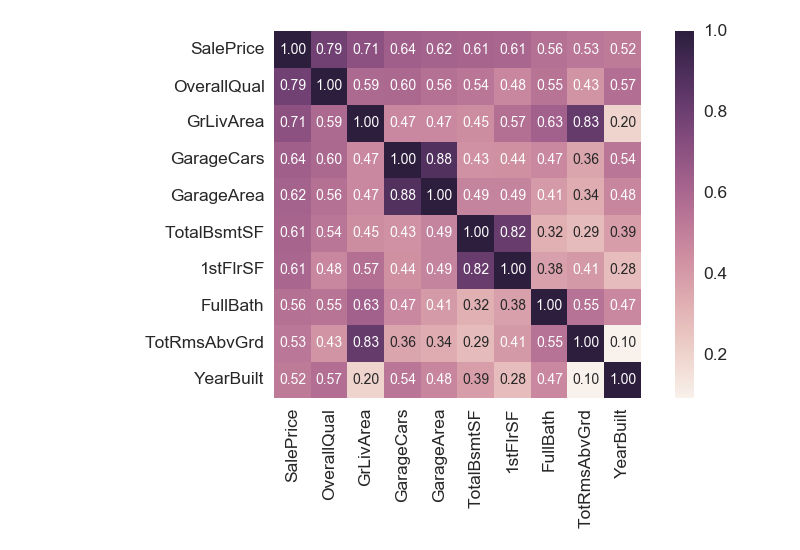 SalePrice 1.00 0.79 0.71 0.64 0.62 0.61 0.61 0.56 0.53 0.52
OverallQual 0.79 1.00 0.59 0.60 0.56 0.54 0.48 0.55 0.43 0.57
GrLivArea 0.71 0.59 1.00 0.47 0.47 0.45 0.57 0.63 0.83 0.20
GarageCars 0.64 0.60 0.47 1.00 0.88 0.43 0.44 0.47 0.36 0.54
GarageArea 0.62 0.56 0.47 0.88 1.00 0.49 0.49 0.41 0.34 0.48
TotalBsmtSF 0.61 0.54 0.45 0.43 0.49 1.00 0.82 0.32 0.29 0.39
1stFlrSF 0.61 0.48 0.57 0.44 0.49 0.82 1.00 0.38 0.41 0.28
FullBath 0.56 0.55 0.63 0.47 0.41 0.32 0.38 1.00 0.55 0.47
TotRmsAbvGrd 0.53 0.43 0.83 0.36 0.34 0.29 0.41 0.55 1.00 0.10
YearBuilt 0.52 0.57 0.20 0.54 0.48 0.39 0.28 0.47 0.10 1.00
SalePrice
OverallQual
GrLivArea
GarageCars
GarageArea
TotalBsmtSF
1stFlrSF
FullBath
TotRmsAbvGrd
YearBuilt
1.0
0.8
0.6
0.4
0.2